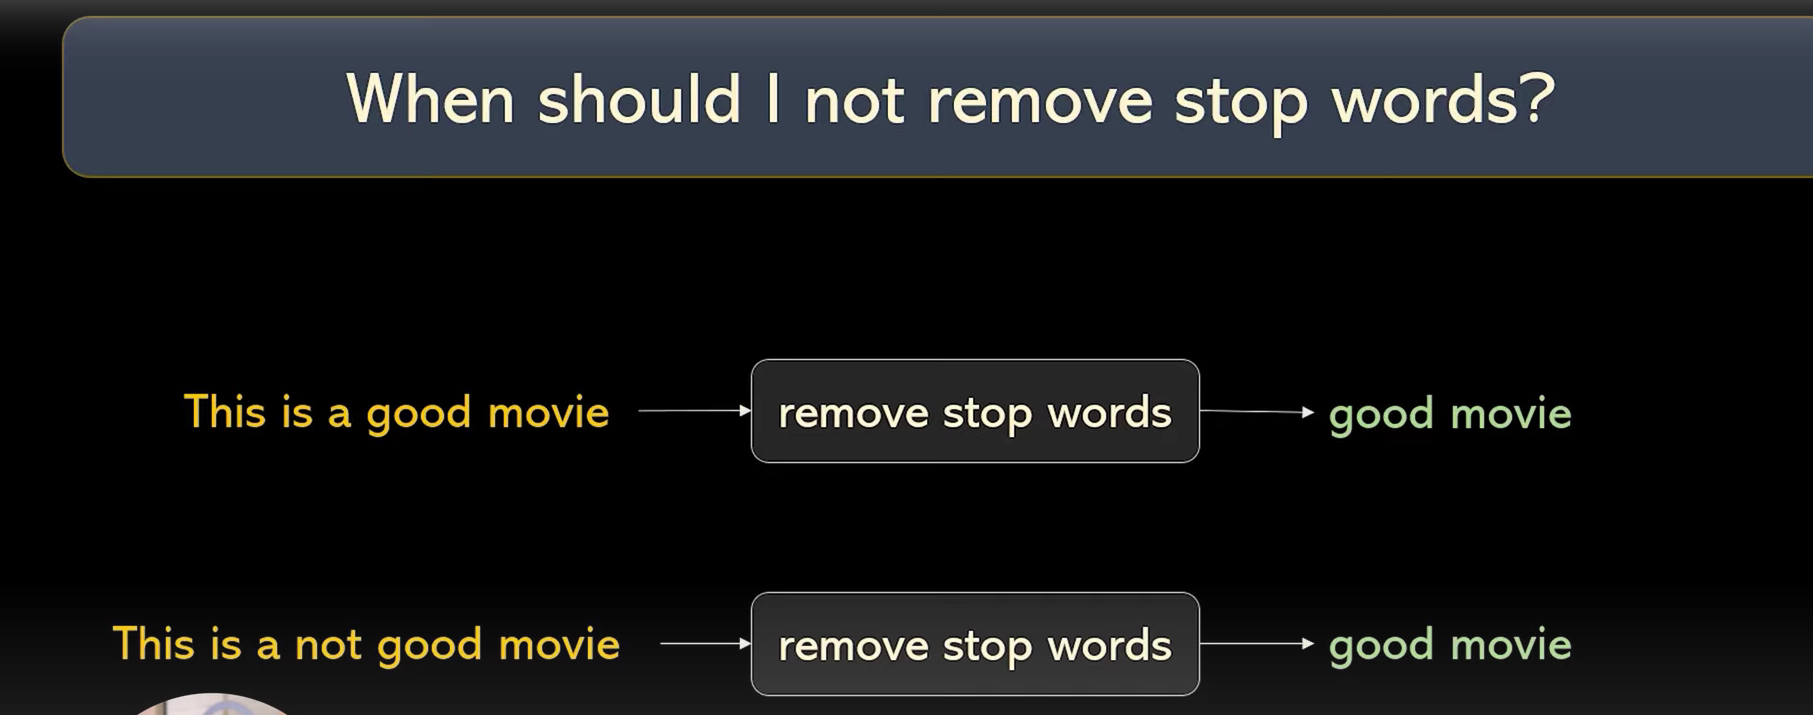 When should I not remove stop words?
This is a good movie
remove stop words
good movie
This is a not good movie
remove stop words
good movie